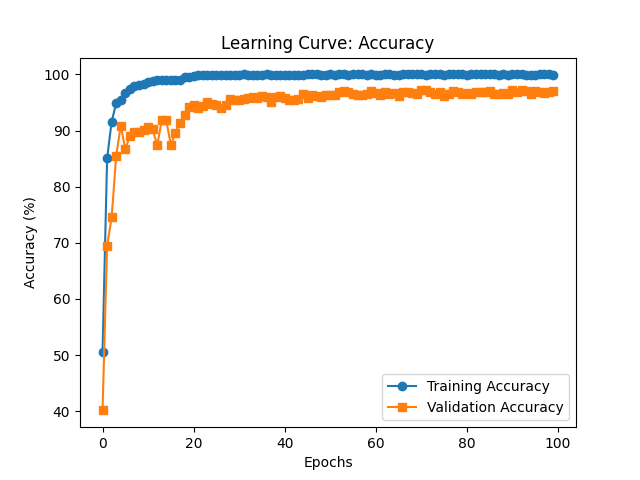 Learning Curve: Accuracy
100
90
80
70
60
50
40
Accuracy (%)
0 20 40 60 80 100
Epochs
Training Accuracy
Validation Accuracy